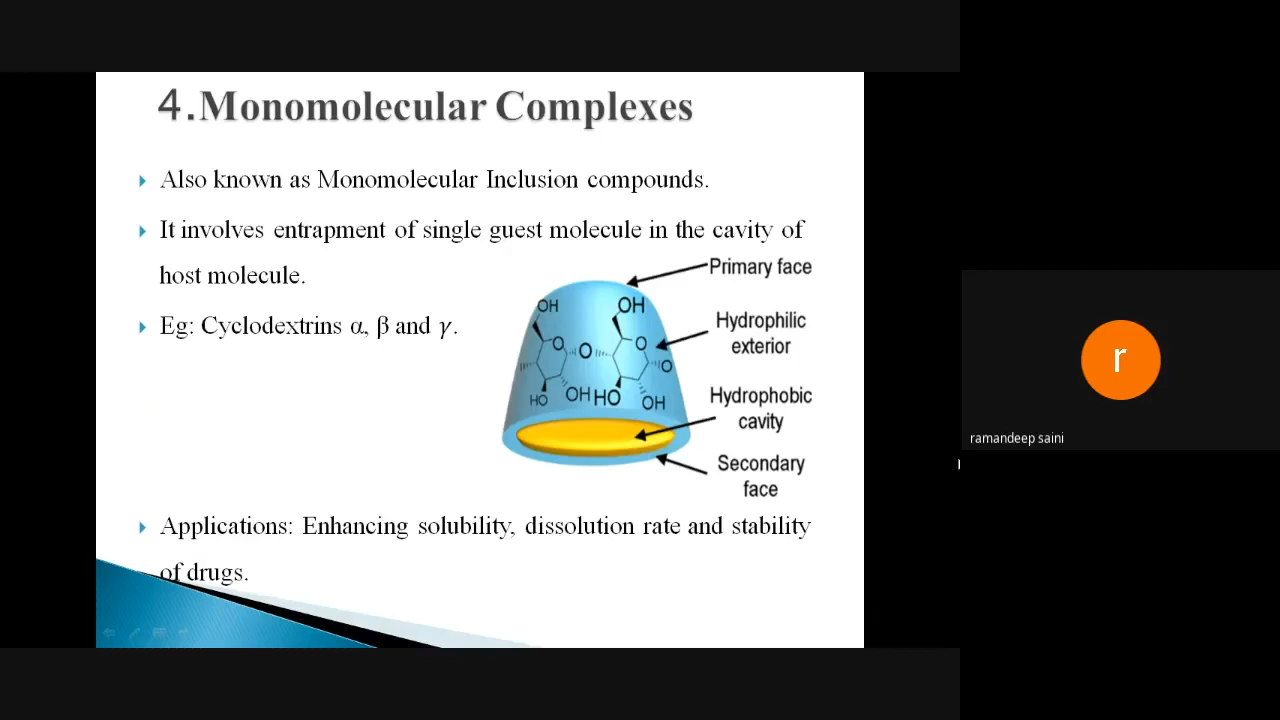 4.Monomolecular Complexes
Also known as Monomolecular Inclusion compounds.
It involves entrapment of single guest molecule in the cavity of
host molecule.
Eg: Cyclodextrins α, β and γ.
Primary face
Hydrophilic
exterior
Hydrophobic
cavity
Secondary
face
OH
OH
O
O
O
O
HO
OH
HO
OH
Applications: Enhancing solubility, dissolution rate and stability
of drugs.
r
ramandeep saini